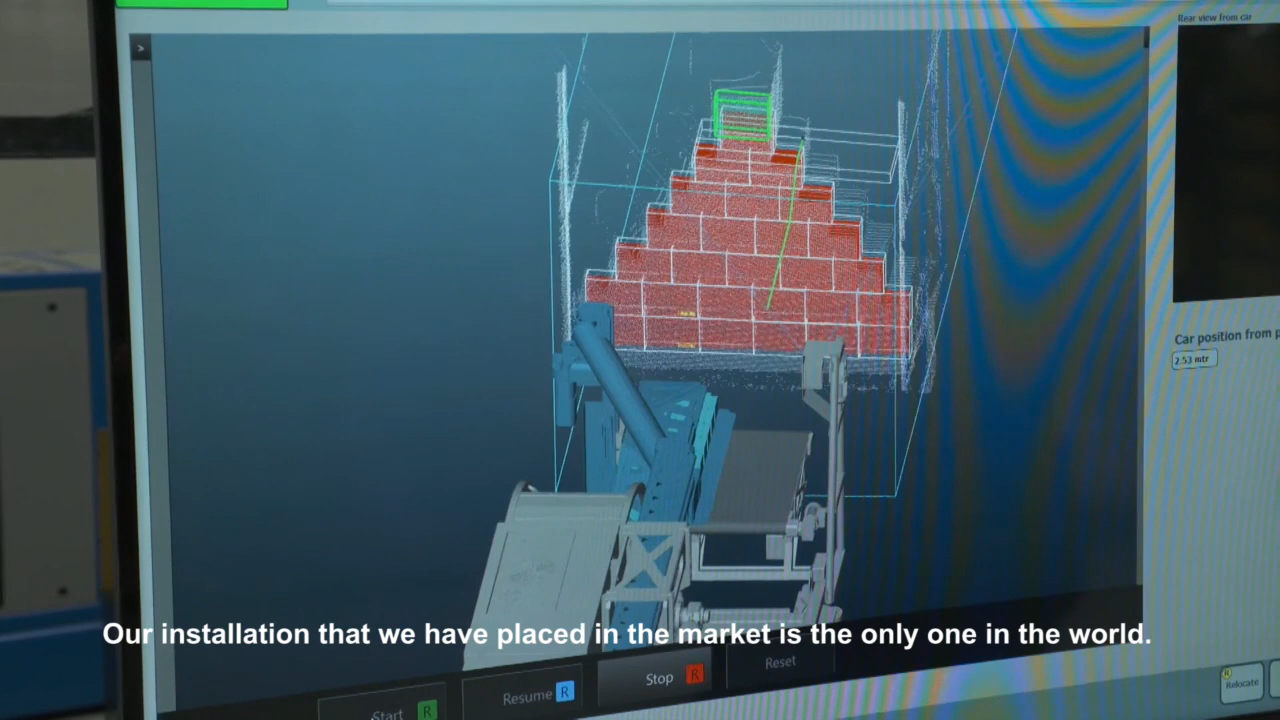 >
Rear view from car
Car position from p
2.53 mtr
Our installation that we have placed in the market is the only one in the world.
Start R
Resume R
Stop R
Reset
R
Relocate